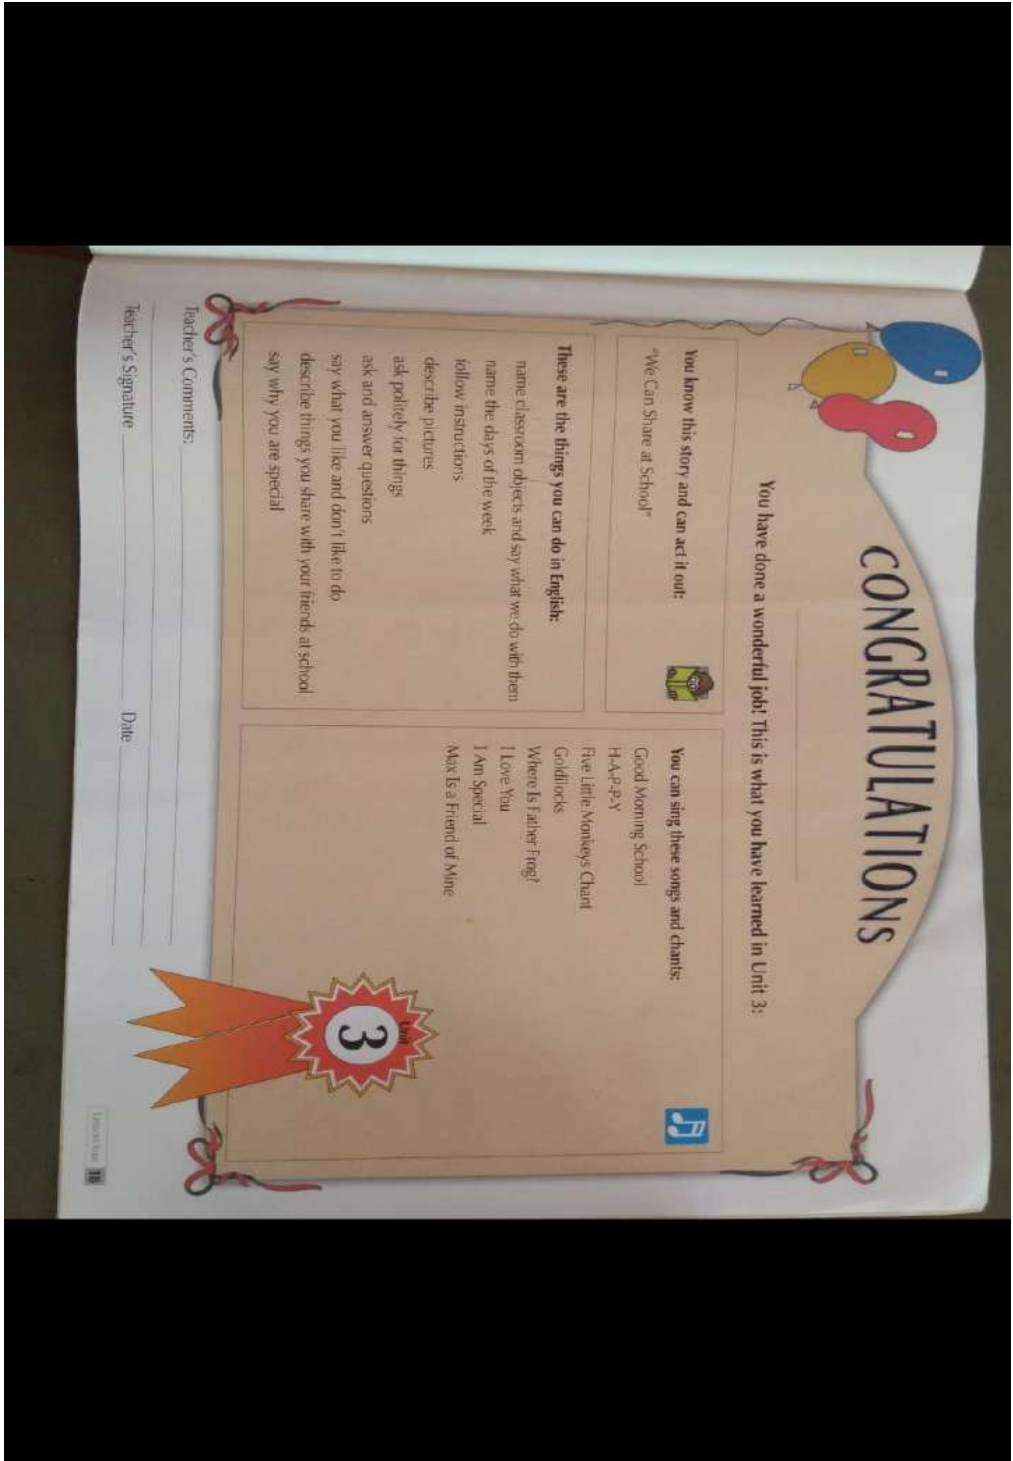 CONGRATULATIONS
You have done a wonderful job! This is what you have learned in Unit 3:
You know this story and can act it out:
"We Can Share at School"
These are the things you can do in English:
name classroom objects and say what we do with them
name the days of the week
follow instructions
describe pictures
ask politely for things
ask and answer questions
say what you like and don't like to do
describe things you share with your friends at school
say why you are special
You can sing these songs and chants:
Good Morning School
H-A-P-P-Y
Five Little Monkeys Chant
Goldilocks
Where Is Father Frog?
I Love You
I Am Special
Max Is a Friend of Mine
Unit
3
Teacher's Comments:
Teacher's Signature Date
Lesson